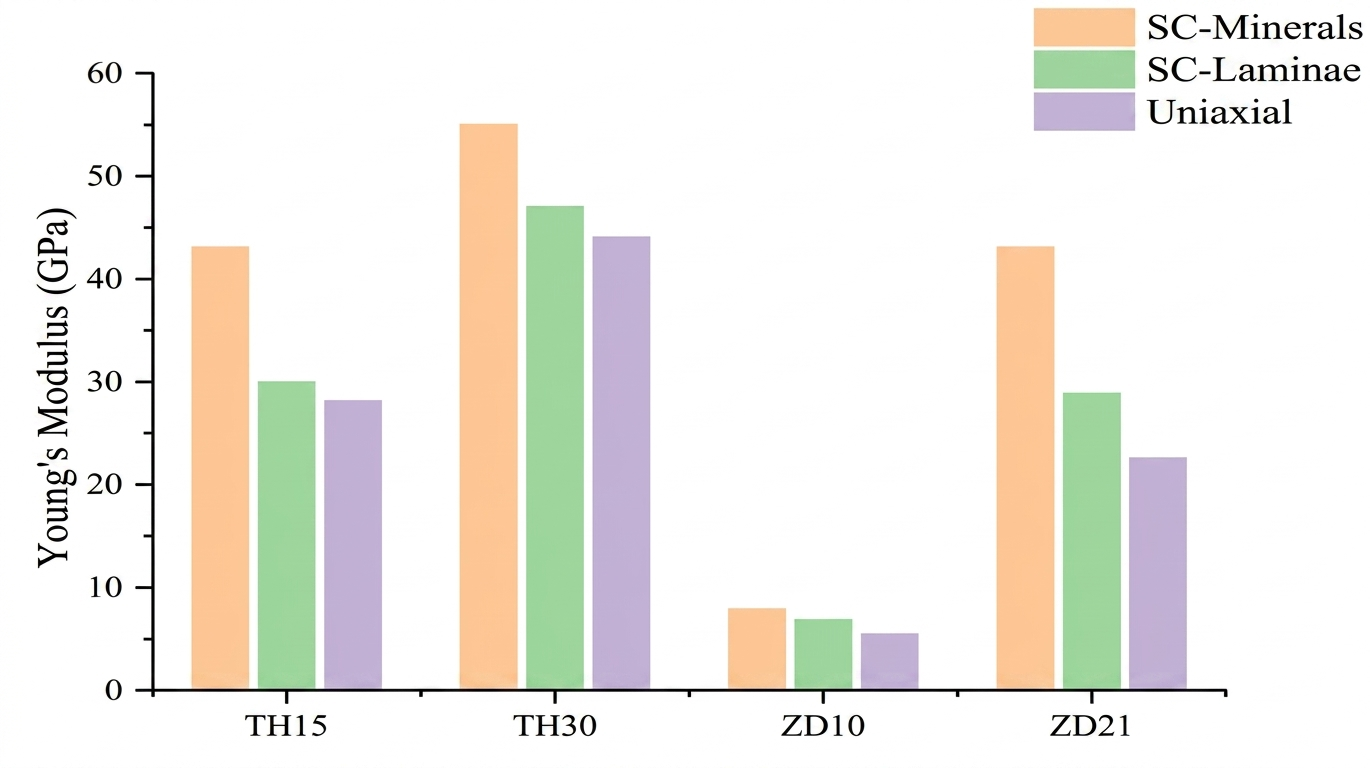 SC-Minerals
SC-Laminae
Uniaxial
Young's Modulus (GPa)
60
50
40
30
20
10
0
TH15
TH30
ZD10
ZD21